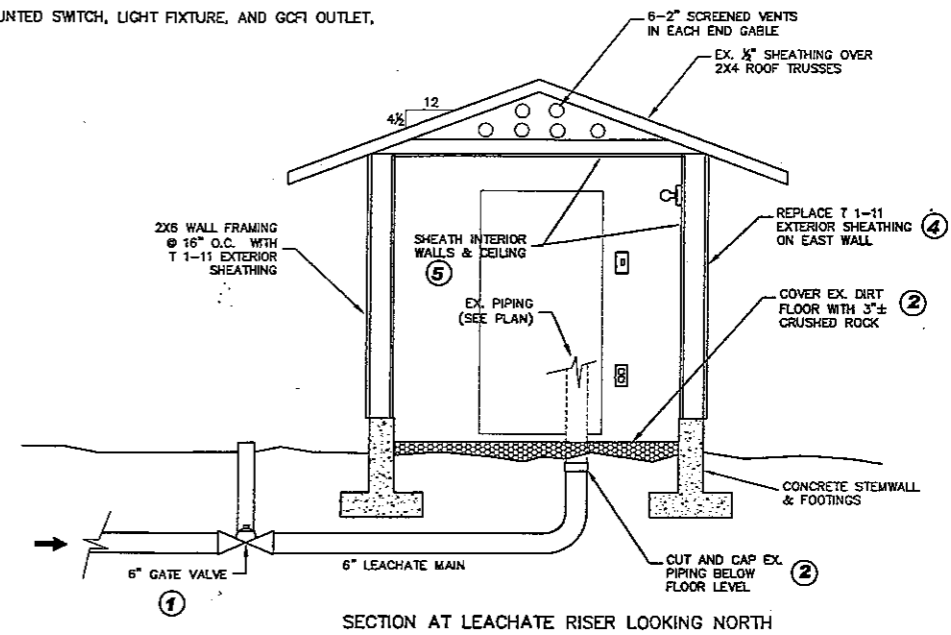 UNTED SWITCH, LIGHT FIXTURE, AND GCFI OUTLET,
6-2" SCREENED VENTS
IN EACH END GABLE
EX. ½" SHEATHING OVER
2X4 ROOF TRUSSES
12
4½
2X6 WALL FRAMING
@ 16" O.C. WITH
T 1-11 EXTERIOR
SHEATHING
SHEATH INTERIOR
WALLS & CEILING
5
REPLACE T 1-11
EXTERIOR SHEATHING
ON EAST WALL
4
EX. PIPING
(SEE PLAN)
COVER EX. DIRT
FLOOR WITH 3"±
CRUSHED ROCK
2
CONCRETE STEMWALL
& FOOTINGS
6" GATE VALVE
1
6" LEACHATE MAIN
CUT AND CAP EX.
PIPING BELOW
FLOOR LEVEL
2
SECTION AT LEACHATE RISER LOOKING NORTH